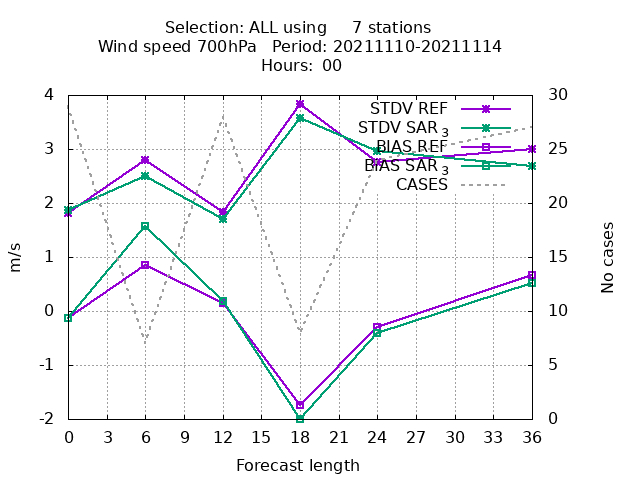 Selection: ALL using 7 stations
Wind speed 700hPa Period: 20211110-20211114
Hours: 00
4
3
2
1
0
-1
-2
m/s
30
25
20
15
10
5
0
No cases
STDV REF
STDV SAR 3
BIAS REF
BIAS SAR 3
CASES
0 3 6 9 12 15 18 21 24 27 30 33 36
Forecast length